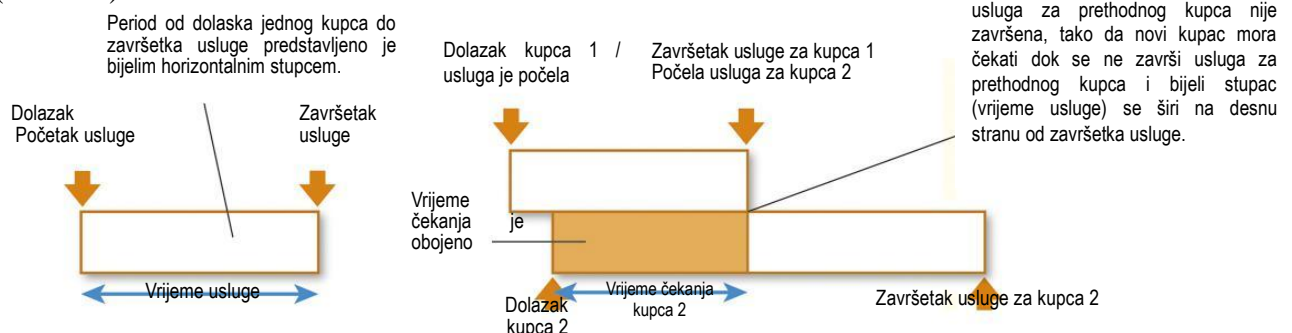 Period od dolaska jednog kupca do
završetka usluge predstavljeno je
bijelim horizontalnim stupcem.
Dolazak
Početak usluge
Završetak
usluge
Vrijeme usluge
Dolazak kupca 1 /
usluga je počela
Završetak usluge za kupca 1
Počela usluga za kupca 2
usluga za prethodnog kupca nije
završena, tako da novi kupac mora
čekati dok se ne završi usluga za
prethodnog kupca i bijeli stupac
(vrijeme usluge) se širi na desnu
stranu od završetka usluge.
Vrijeme
čekanja je
obojeno
Dolazak
kupca 2
Vrijeme čekanja
kupca 2
Završetak usluge za kupca 2